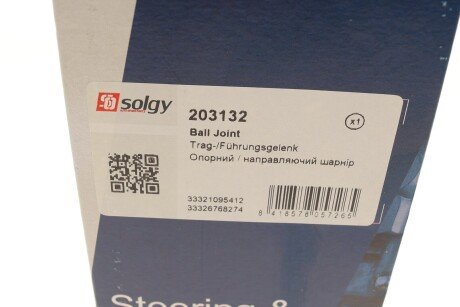 solgy
203132
x1
Ball Joint
Trag-/Führungsgelenk
Опорний / направляючий шарнір
33321095412
33326768274
8 418578 057265
Steering &